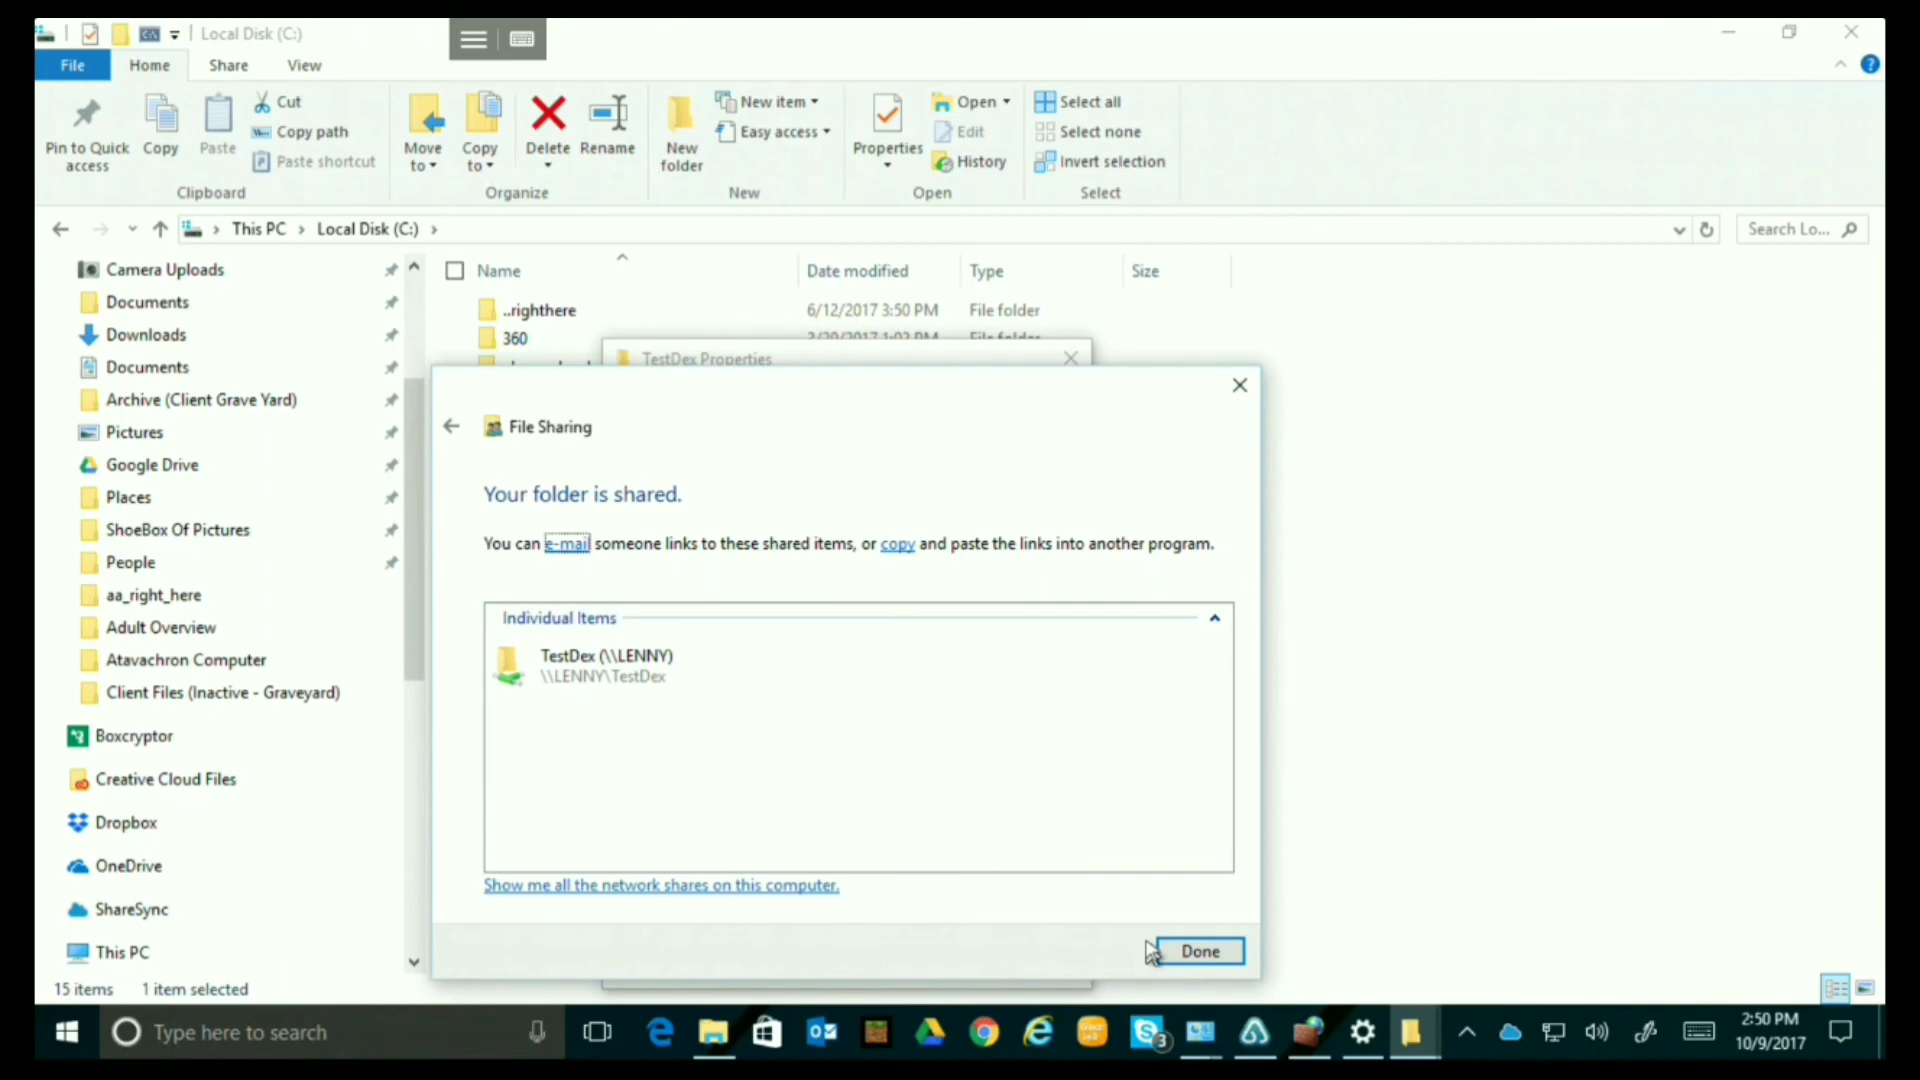 Local Disk (C:)
File Home Share View
Pin to Quick access
Copy
Paste
Cut
Copy path
Paste shortcut
Clipboard
Move to
Copy to
Delete
Rename
Organize
New folder
New item
Easy access
New
Properties
Open
Edit
History
Open
Select all
Select none
Invert selection
Select
This PC > Local Disk (C:) >
Search Lo...
Camera Uploads
Documents
Downloads
Documents
Archive (Client Grave Yard)
Pictures
Google Drive
Places
ShoeBox Of Pictures
People
aa_right_here
Adult Overview
Atavachron Computer
Client Files (Inactive - Graveyard)
Boxcryptor
Creative Cloud Files
Dropbox
OneDrive
ShareSync
This PC
Name Date modified Type Size
..righthere 6/12/2017 3:50 PM File folder
360 File folder
TestDex Properties
File Sharing
Your folder is shared.
You can e-mail someone links to these shared items, or copy and paste the links into another program.
Individual Items
TestDex (\\LENNY)
\\LENNY\TestDex
Show me all the network shares on this computer.
Done
15 items 1 item selected
Type here to search
3
2:50 PM
10/9/2017